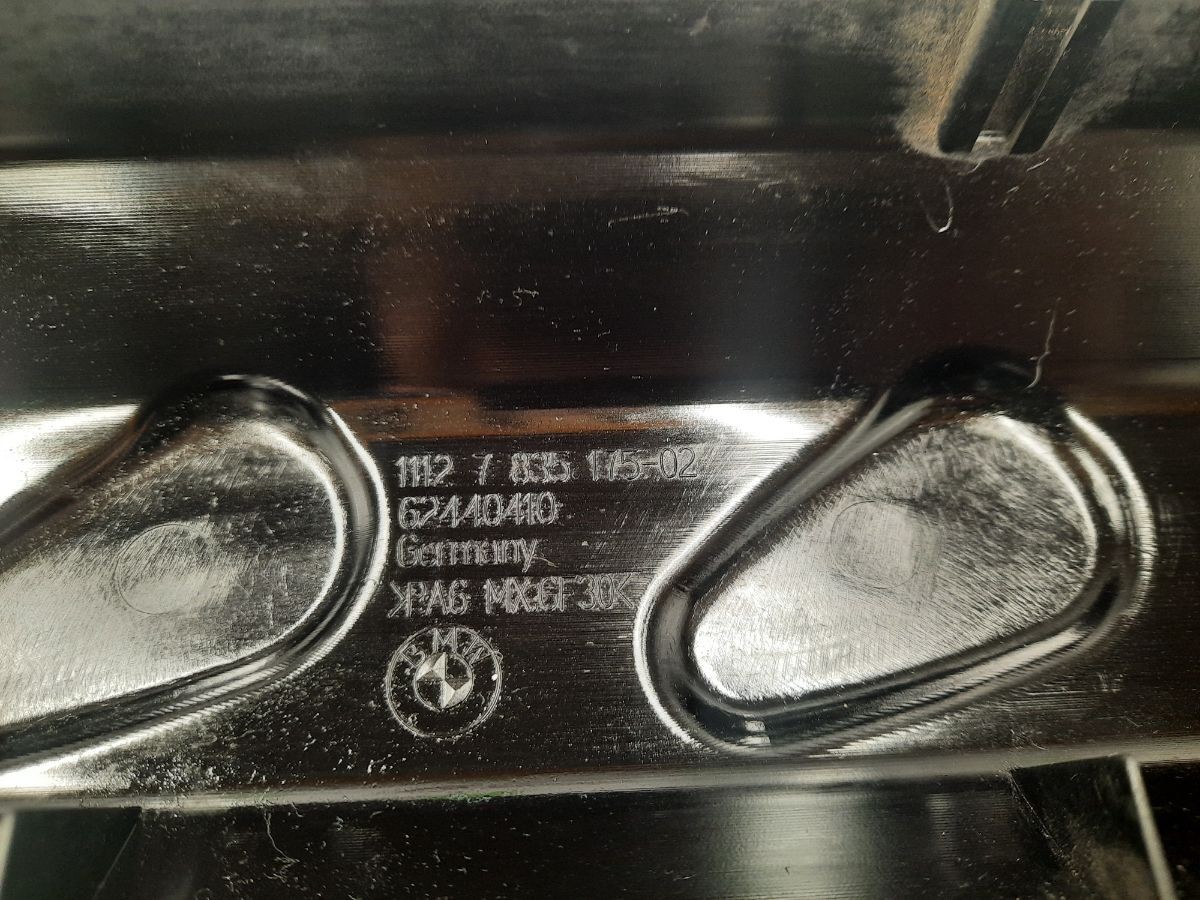 1112 7 835 175-02
62440410
Germany
>PA6 MX:GF30<
BMW